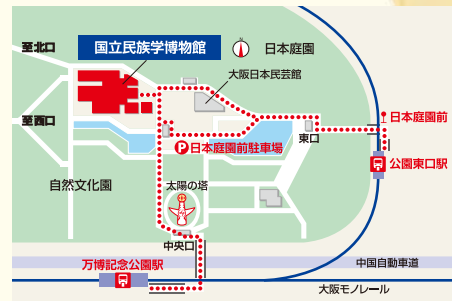 至北口
国立民族学博物館
N
日本庭園
大阪日本民芸館
至西口
日本庭園前
P 日本庭園前駐車場
東口
公園東口駅
自然文化園
太陽の塔
中央口
万博記念公園駅
中国自動車道
大阪モノレール